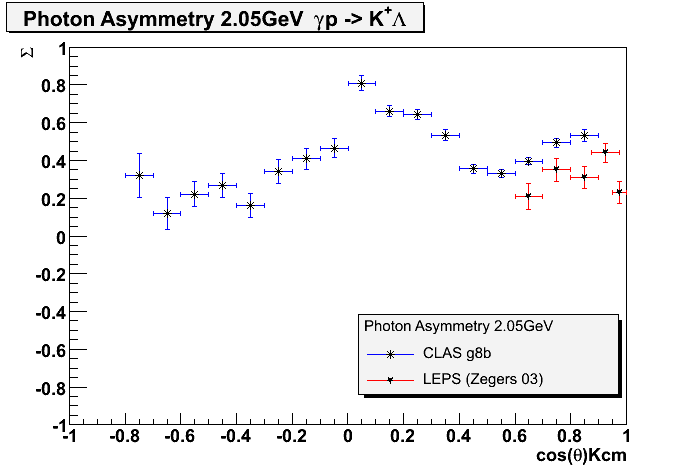 Photon Asymmetry 2.05GeV γp -> K⁺Λ
Σ
1
0.8
0.6
0.4
0.2
0
-0.2
-0.4
-0.6
-0.8
-1
Photon Asymmetry 2.05GeV
CLAS g8b
LEPS (Zegers 03)
-1 -0.8 -0.6 -0.4 -0.2 0 0.2 0.4 0.6 0.8 1
cos(θ)Kcm